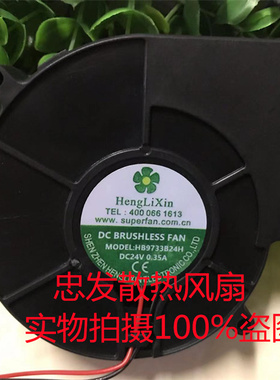 HengLiXin
TEL : 400 066 1613
www.superfan.com.cn
DC BRUSHLESS FAN
MODEL:HB9733B24H
DC24V 0.35A
CE
忠发散热风扇
实物拍摄100%盗图